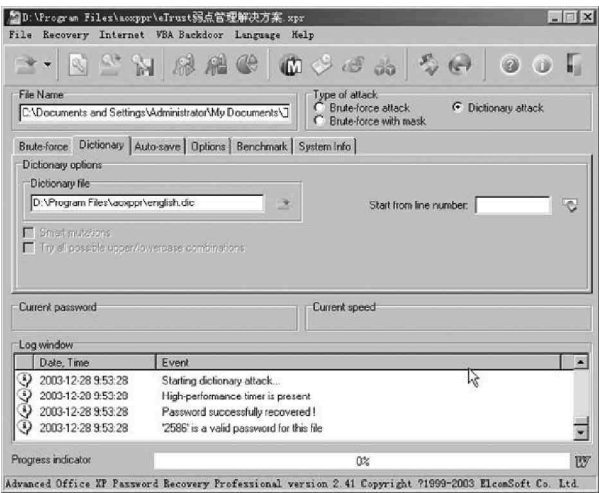 D:\Program Files\aoxppr\eTrust弱点管理解决方案.xpr
File Recovery Internet VBA Backdoor Language Help
File Name
C:\Documents and Settings\Administrator\My Documents\
Type of attack
Brute-force attack
Dictionary attack
Brute-force with mask
Brute-force Dictionary Auto-save Options Benchmark System Info
Dictionary options
Dictionary file
D:\Program Files\aoxppr\english.dic
Start from line number:
Smart mutations
Try all possible upper/lowercase combinations
Current password
Current speed
Log window
Date, Time Event
2003-12-28 9:53:28 Starting dictionary attack...
2003-12-28 9:53:28 High-performance timer is present
2003-12-28 9:53:28 Password successfully recovered !
2003-12-28 9:53:28 '2586' is a valid password for this file
Progress indicator 0%
Advanced Office XP Password Recovery Professional version 2.41 Copyright ?1999-2003 ElcomSoft Co. Ltd.